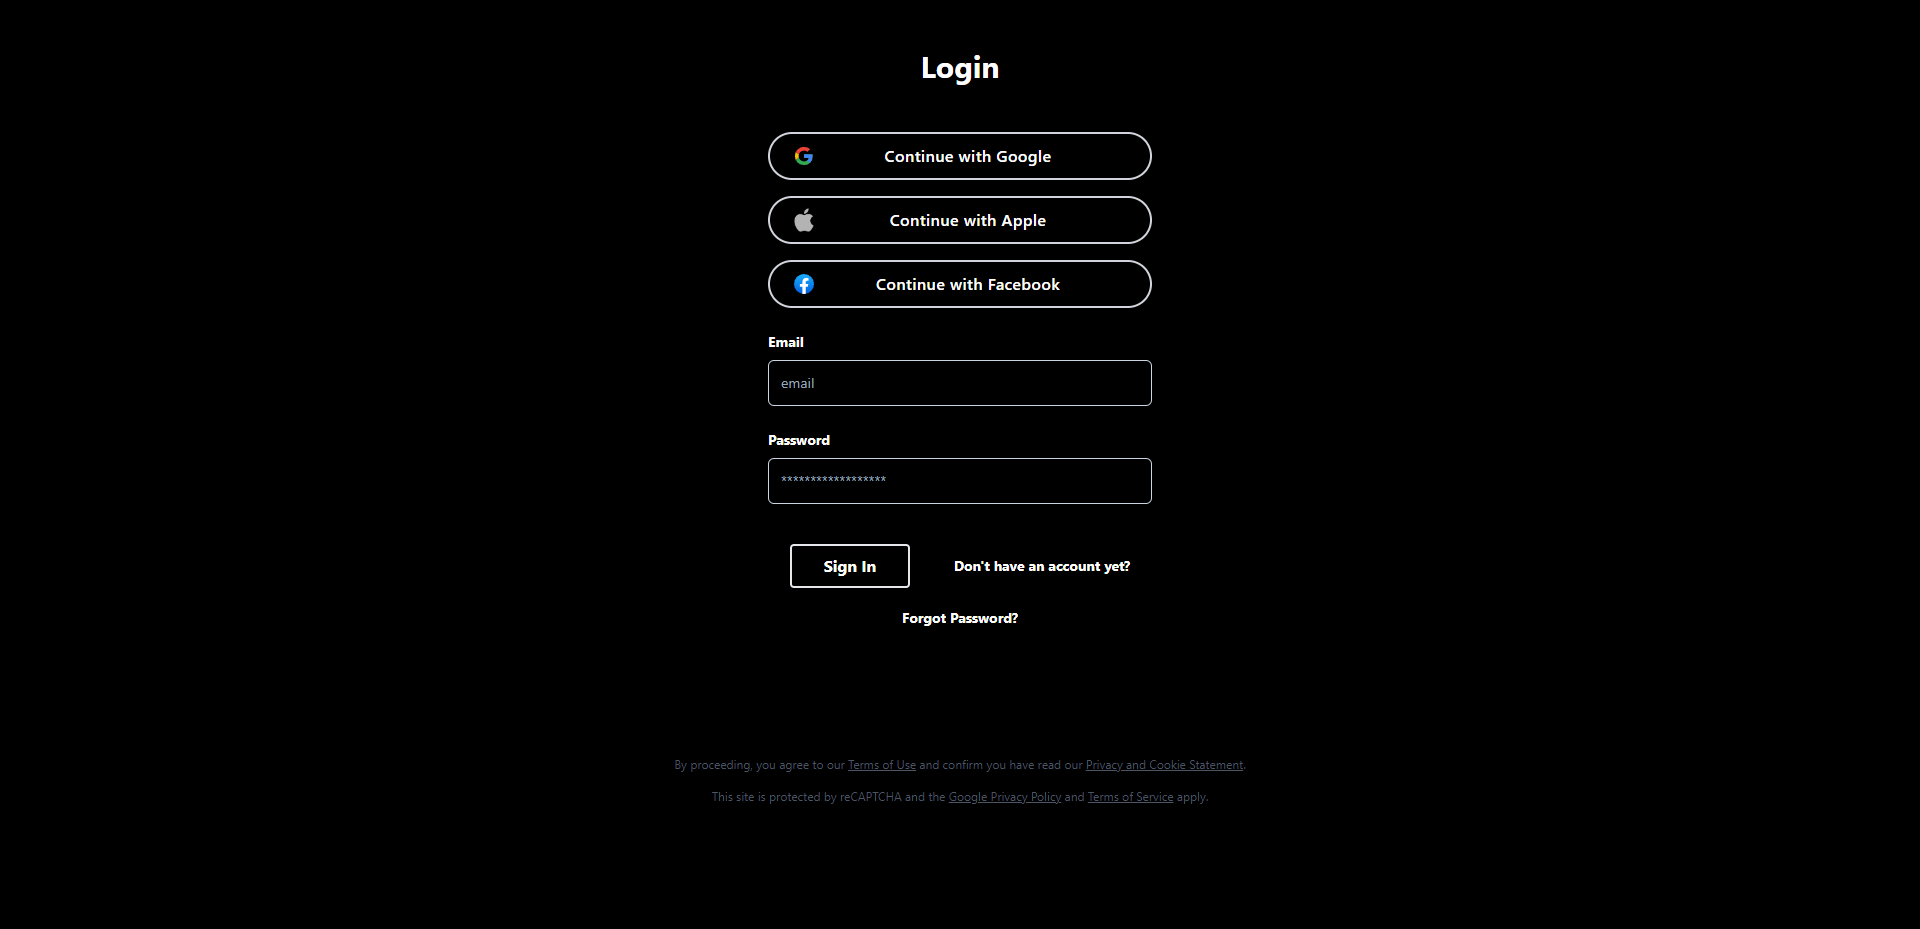 Login
Continue with Google
Continue with Apple
Continue with Facebook
Email
email
Password
******************
Sign In
Don't have an account yet?
Forgot Password?
By proceeding, you agree to our Terms of Use and confirm you have read our Privacy and Cookie Statement.
This site is protected by reCAPTCHA and the Google Privacy Policy and Terms of Service apply.